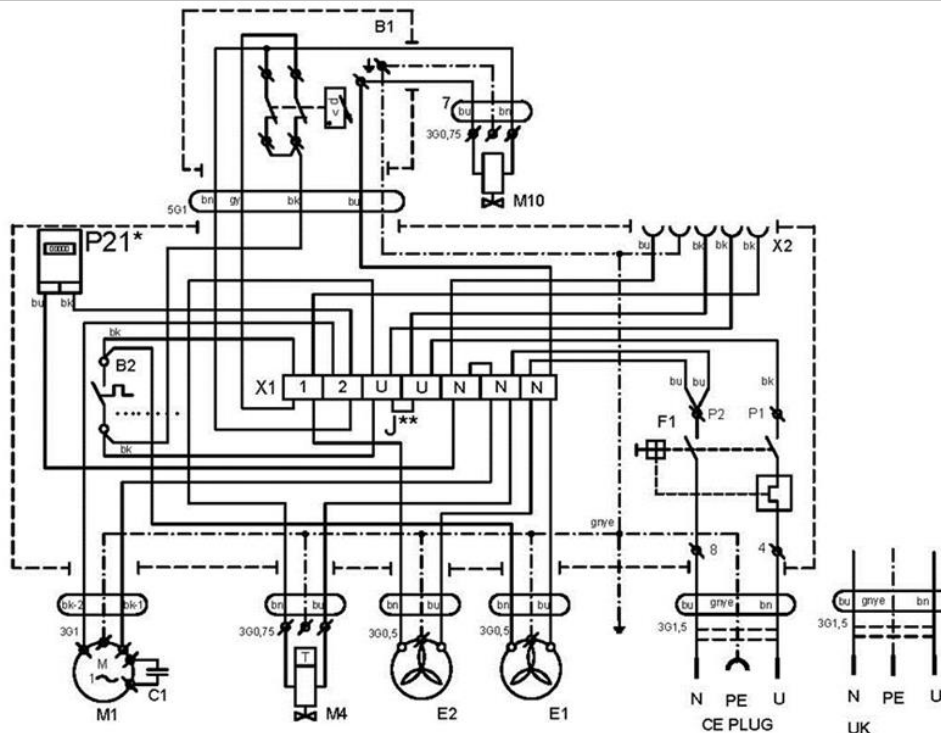 B1
d
v
7
bu bn
3G0,75
M10
bn gy bk bu
5G1
P21*
bu bk bk bk
X2
bu bk
bk
B2
X1 1 2 U U N N N
J**
bu bu bk
F1 P2 P1
bk
gnye
8 4
bk-2 bk-1
bn bu
bn bu
bn bu
bu gnye bn
bu gnye bn
3G1
3G0,75
3G0,5
3G0,5
3G1,5
3G1,5
M
1
C1
T
M1
M4
E2
E1
N PE U
CE PLUG
N PE U
UK